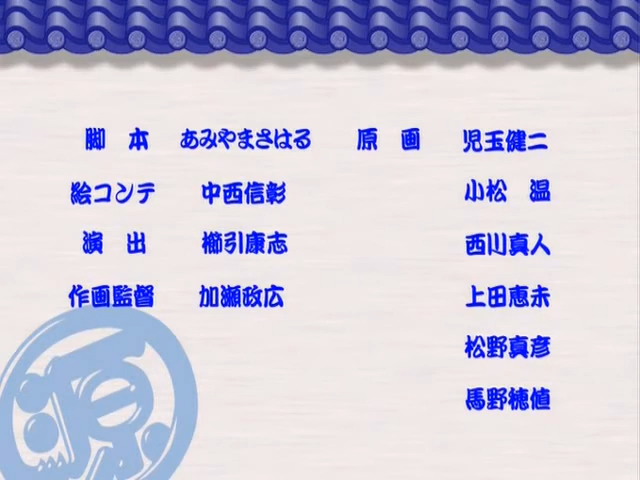 脚　本　あみやまさはる　原　画　児玉健二
絵コンテ　中西信彰　小松　温
演　出　櫛引康志　西川真人
作画監督　加瀬政広　上田恵未
松野真彦
馬野穂値